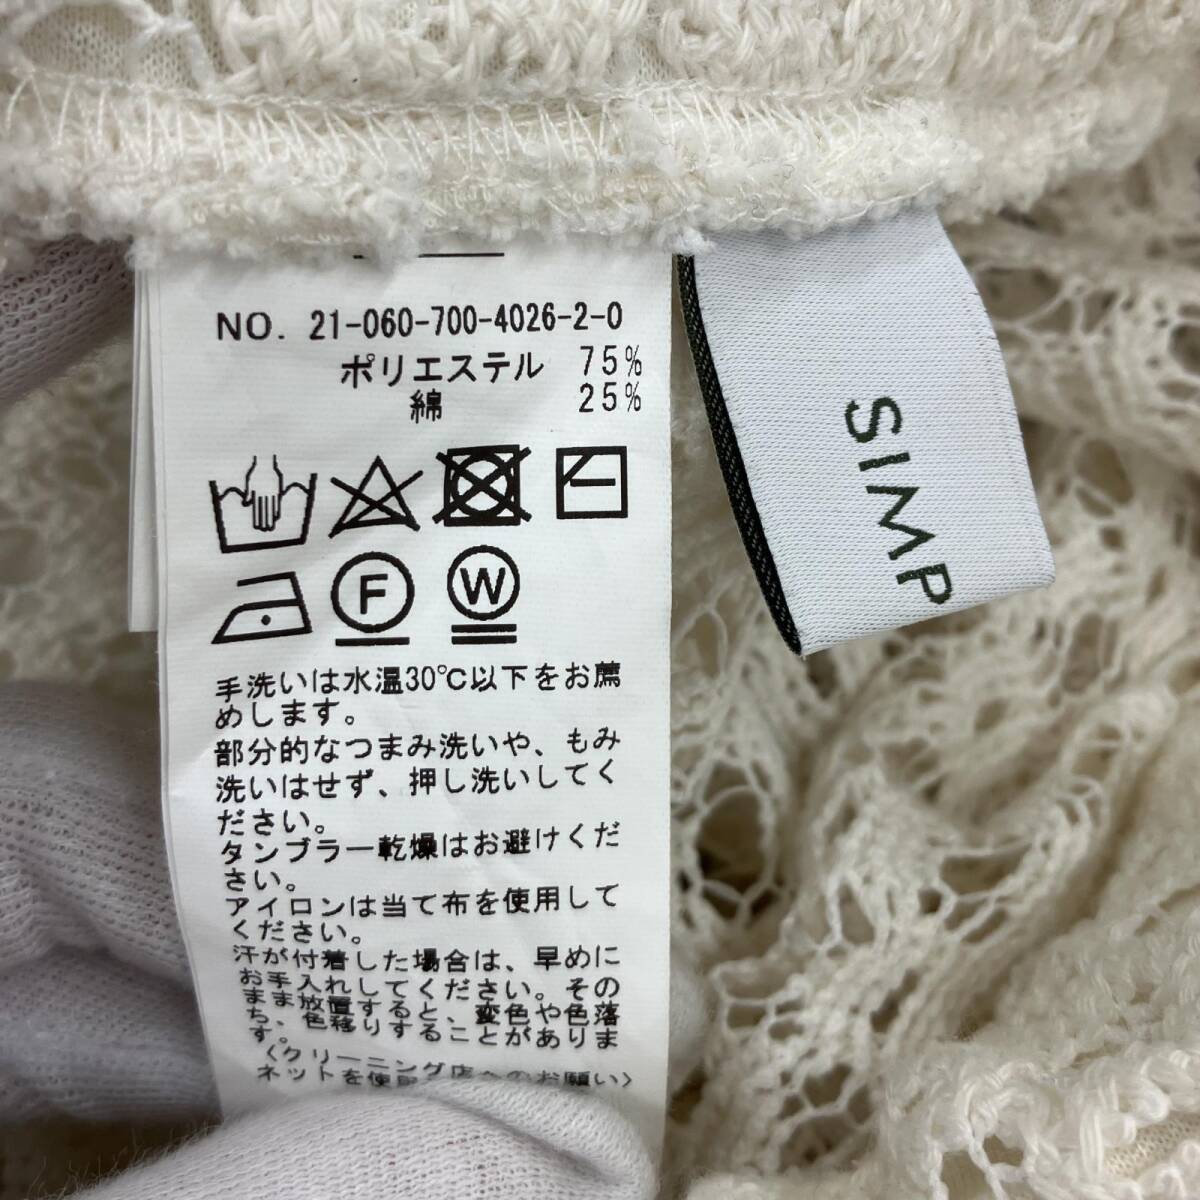 NO. 21-060-700-4026-2-0
ポリエステル 75%
綿 25%
F
W
手洗いは水温30℃以下をお薦
めします。
部分的なつまみ洗いや、もみ
洗いはせず、押し洗いしてく
ださい。
タンブラー乾燥はお避けくだ
さい。
アイロンは当て布を使用して
ください。
汗が付着した場合は、早めに
お手入れしてください。その
まま放置すると、変色や色落
ち、色移りすることがありま
す。
〈クリーニング店へのお願い〉
ネットを使用
SIMP